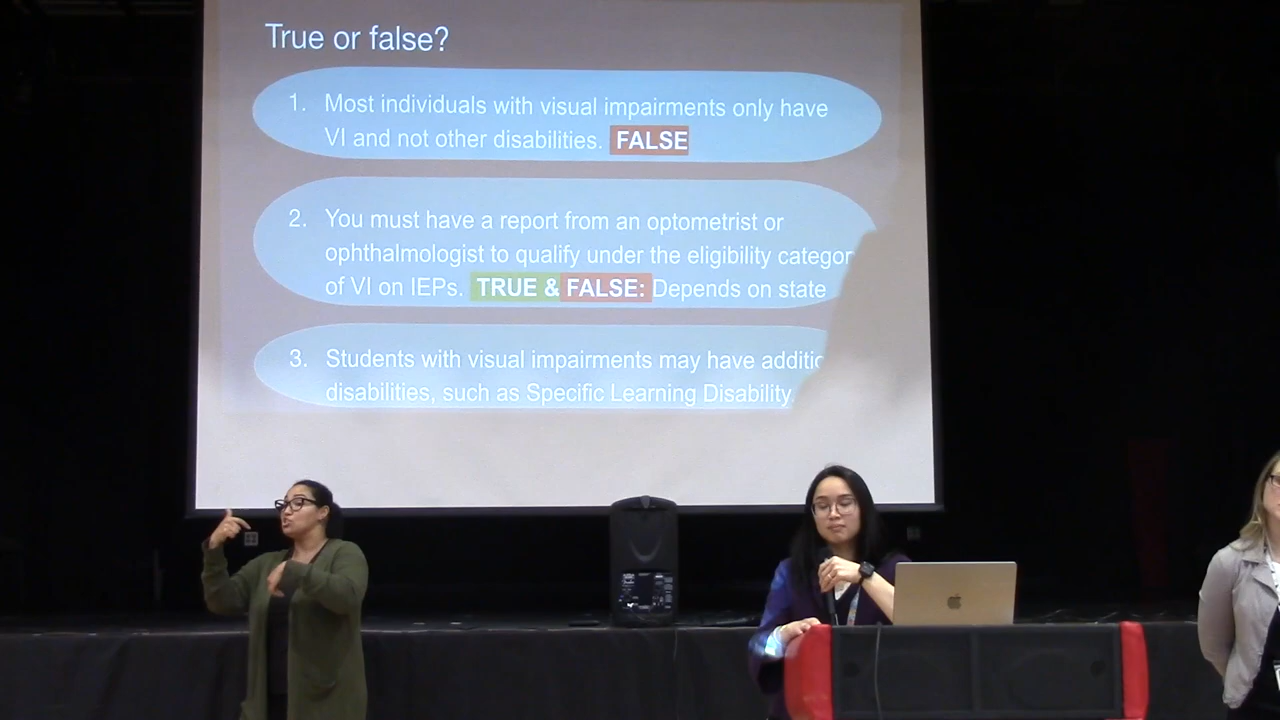 True or false?
1. Most individuals with visual impairments only have
VI and not other disabilities. FALSE
2. You must have a report from an optometrist or
ophthalmologist to qualify under the eligibility categor
of VI on IEPs. TRUE & FALSE: Depends on state
3. Students with visual impairments may have additio
disabilities, such as Specific Learning Disability.